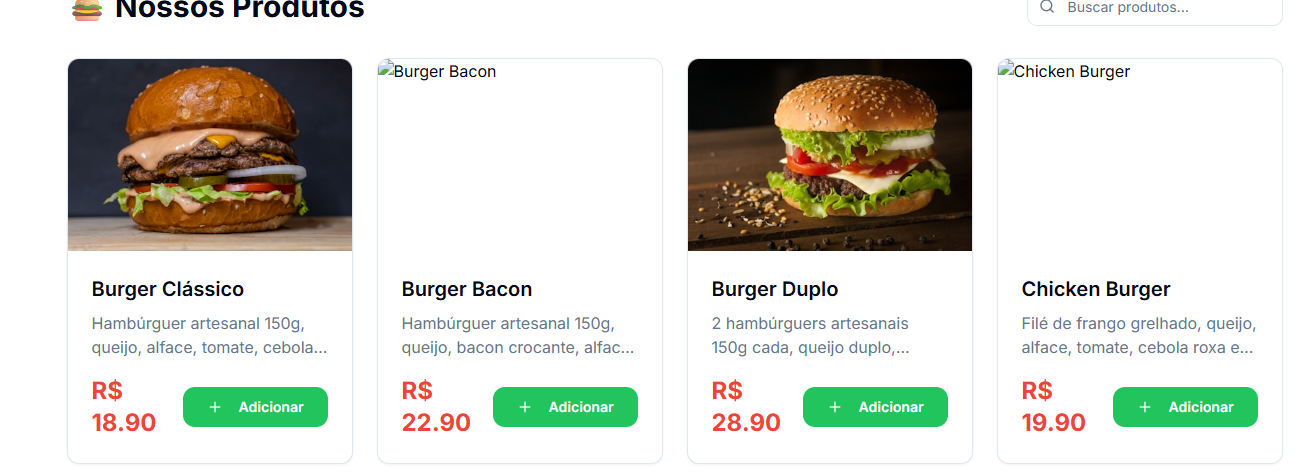 Nossos Produtos
Buscar produtos...
Burger Bacon
Chicken Burger
Burger Clássico
Hambúrguer artesanal 150g,
queijo, alface, tomate, cebola...
R$
18.90
+ Adicionar
Burger Bacon
Hambúrguer artesanal 150g,
queijo, bacon crocante, alfac...
R$
22.90
+ Adicionar
Burger Duplo
2 hambúrguers artesanais
150g cada, queijo duplo,...
R$
28.90
+ Adicionar
Chicken Burger
Filé de frango grelhado, queijo,
alface, tomate, cebola roxa e...
R$
19.90
+ Adicionar